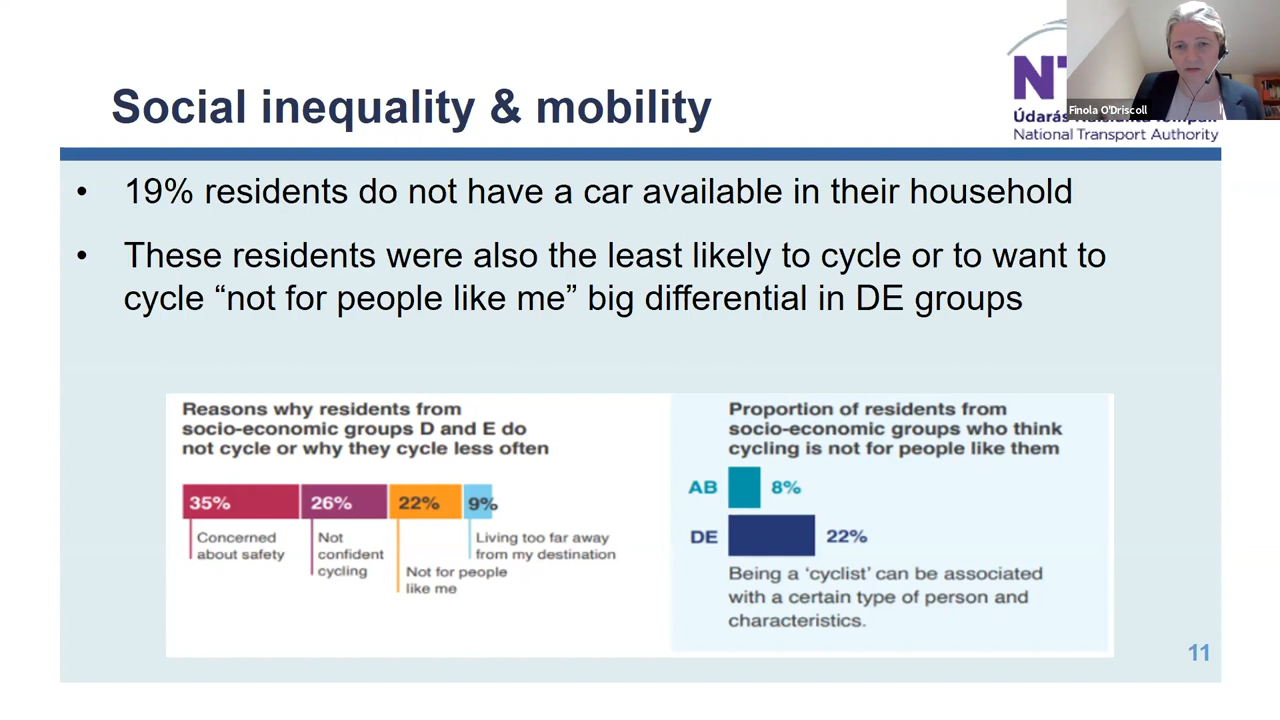 Social inequality & mobility
NT
Finola O'Driscoll
Údarás
National Transport Authority
• 19% residents do not have a car available in their household
• These residents were also the least likely to cycle or to want to
cycle “not for people like me” big differential in DE groups
Reasons why residents from
socio-economic groups D and E do
not cycle or why they cycle less often
35% 26% 22% 9%
Concerned
about safety
Not
confident
cycling
Not for people
like me
Living too far away
from my destination
Proportion of residents from
socio-economic groups who think
cycling is not for people like them
AB 8%
DE 22%
Being a ‘cyclist’ can be associated
with a certain type of person and
characteristics.
11